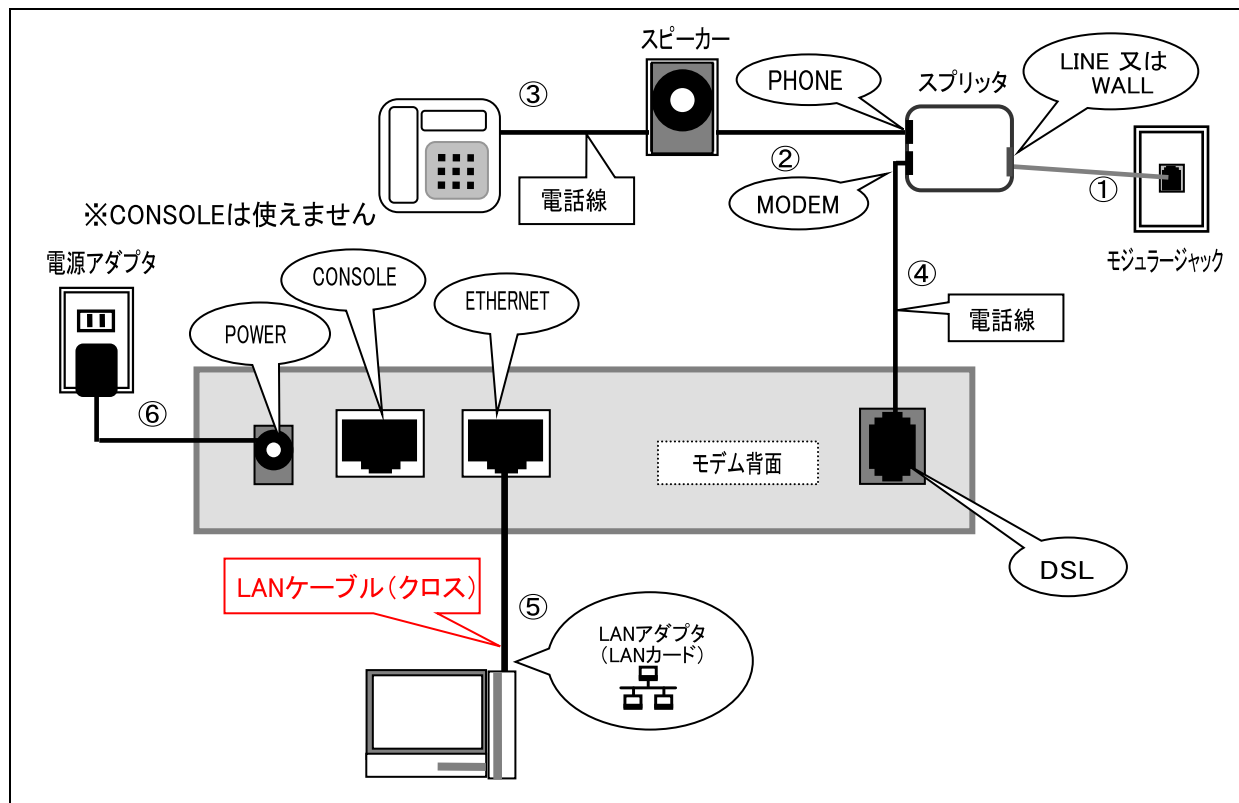 スピーカー
③
PHONE
スプリッタ
LINE 又は
WALL
②
電話線
MODEM
①
モジュラージャック
※CONSOLEは使えません
電源アダプタ
CONSOLE
ETHERNET
④
電話線
POWER
⑥
モデム背面
DSL
LANケーブル(クロス)
⑤
LANアダプタ
(LANカード)